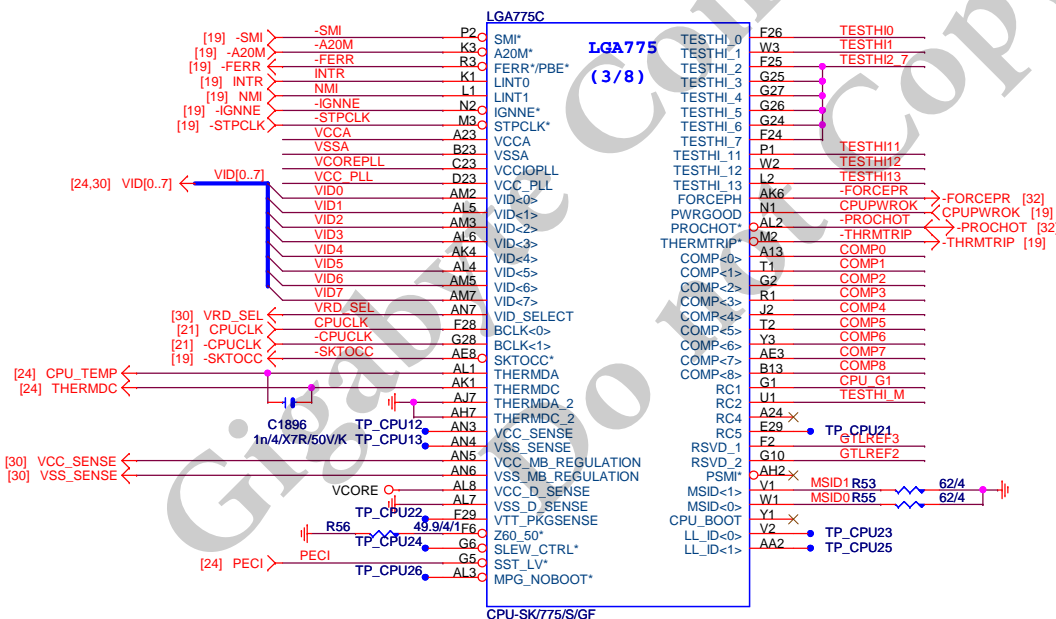 LGA775C
LGA775
(3/8)
[19] -SMI -SMI P2 SMI*
[19] -A20M -A20M K3 A20M*
[19] -FERR -FERR R3 FERR*/PBE*
[19] INTR INTR K1 LINT0
[19] NMI NMI L1 LINT1
[19] -IGNNE -IGNNE N2 IGNNE*
[19] -STPCLK -STPCLK M3 STPCLK*
VCCA A23 VCCA
VSSA B23 VSSA
VCOREPLL C23 VCCIOPLL
VCC_PLL D23 VCC_PLL
[24,30] VID[0..7] VID[0..7]
VID0 AM2 VID<0>
VID1 AL5 VID<1>
VID2 AM3 VID<2>
VID3 AL6 VID<3>
VID4 AK4 VID<4>
VID5 AL4 VID<5>
VID6 AM5 VID<6>
VID7 AM7 VID<7>
[30] VRD_SEL VRD_SEL AN7 VID_SELECT
[21] CPUCLK CPUCLK F28 BCLK<0>
[21] -CPUCLK -CPUCLK G28 BCLK<1>
[19] -SKTOCC -SKTOCC AE8 SKTOCC*
[24] CPU_TEMP AL1 THERMDA
[24] THERMDC AK1 THERMDC
AJ7 THERMDA_2
AH7 THERMDC_2
C1896
1n/4/X7R/50V/K
TP_CPU12 AN3 VCC_SENSE
TP_CPU13 AN4 VSS_SENSE
[30] VCC_SENSE AN5 VCC_MB_REGULATION
[30] VSS_SENSE AN6 VSS_MB_REGULATION
VCORE AL8 VCC_D_SENSE
AL7 VSS_D_SENSE
TP_CPU22 F29 VTT_PKGSENSE
R56 49.9/4/1 F6 Z60_50*
TP_CPU24 G6 SLEW_CTRL*
[24] PECI PECI G5 SST_LV*
TP_CPU26 AL3 MPG_NOBOOT*
TESTHI_0 F26 TESTHI0
TESTHI_1 W3 TESTHI1
TESTHI_2 F25 TESTHI2_7
TESTHI_3 G25
TESTHI_4 G27
TESTHI_5 G26
TESTHI_6 G24
TESTHI_7 F24
TESTHI_11 P1 TESTHI11
TESTHI_12 W2 TESTHI12
TESTHI_13 L2 TESTHI13
FORCEPH AK6 -FORCEPR -FORCEPR [32]
PWRGOOD N1 CPUPWROK CPUPWROK [19]
PROCHOT* AL2 -PROCHOT -PROCHOT [32]
THERMTRIP* M2 -THRMTRIP -THRMTRIP [19]
COMP<0> A13 COMP0
COMP<1> T1 COMP1
COMP<2> G2 COMP2
COMP<3> R1 COMP3
COMP<4> J2 COMP4
COMP<5> T2 COMP5
COMP<6> Y3 COMP6
COMP<7> AE3 COMP7
COMP<8> B13 COMP8
RC1 G1 CPU_G1
RC2 U1 TESTHI_M
RC4 A24
RC5 E29 TP_CPU21
RSVD_1 F2 GTLREF3
RSVD_2 G10 GTLREF2
PSMI* AH2
MSID<1> V1 MSID1 R53 62/4
MSID<0> W1 MSID0 R55 62/4
CPU_BOOT Y1
LL_ID<0> V2 TP_CPU23
LL_ID<1> AA2 TP_CPU25
CPU-SK/775/S/GF
Gigabyte Con
Do not Cop